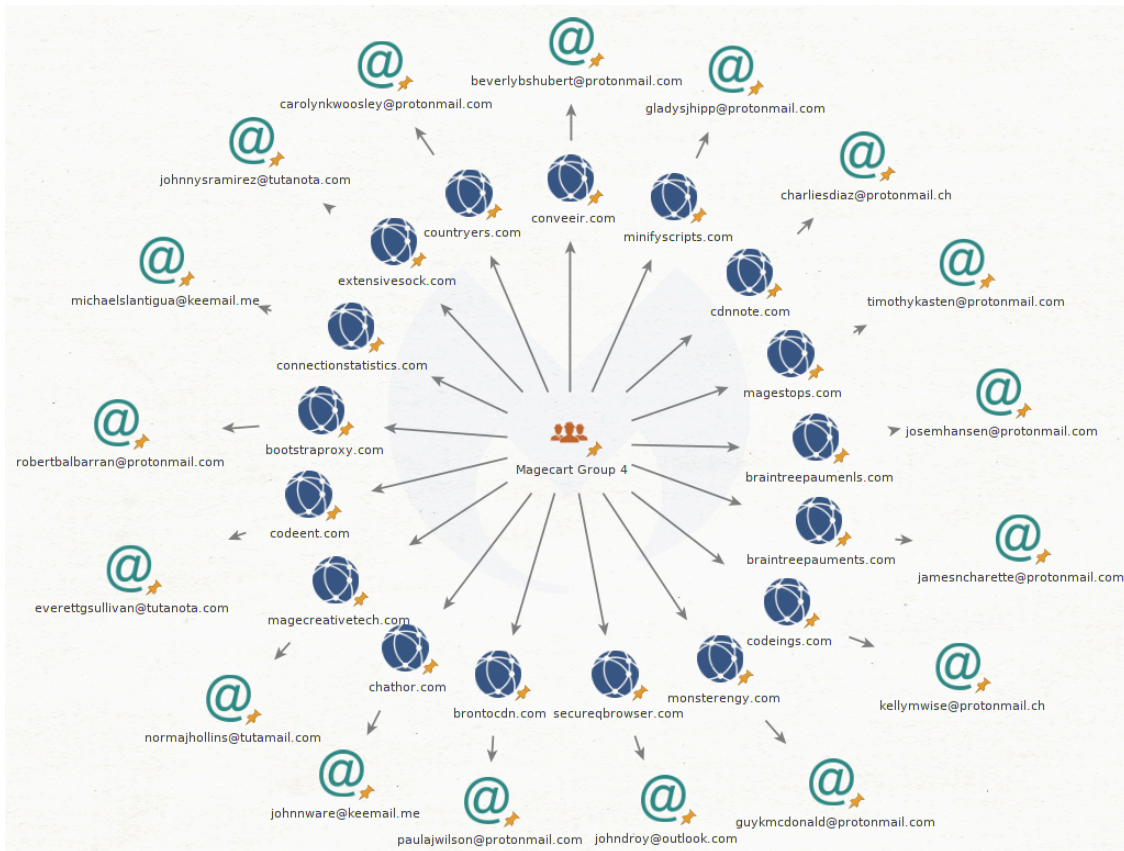 beverlybshubert@protonmail.com
carolynkwoosley@protonmail.com
gladysjhipp@protonmail.com
johnnysramirez@tutanota.com
charliesdiaz@protonmail.ch
conveeir.com
countryers.com
minifyscripts.com
extensivesock.com
michaelslantigua@keemail.me
timothykasten@protonmail.com
cdnnote.com
connectionstatistics.com
magestops.com
josemhansen@protonmail.com
bootstraproxy.com
robertbalbarran@protonmail.com
Magecart Group 4
braintreepaumenls.com
codeent.com
braintreepauments.com
jamesncharette@protonmail.com
everettgsullivan@tutanota.com
magecreativetech.com
codeings.com
chathor.com
monsterengy.com
kellymwise@protonmail.ch
brontocdn.com
secureqbrowser.com
normajhollins@tutamail.com
johnnware@keemail.me
guykmcdonald@protonmail.com
paulajwilson@protonmail.com
johndroy@outlook.com